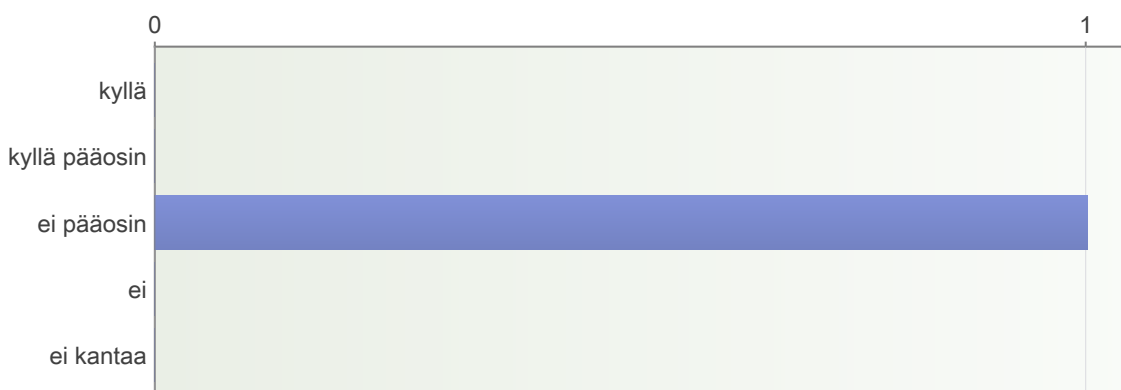 0 1
kyllä
kyllä pääosin
ei pääosin
ei
ei kantaa